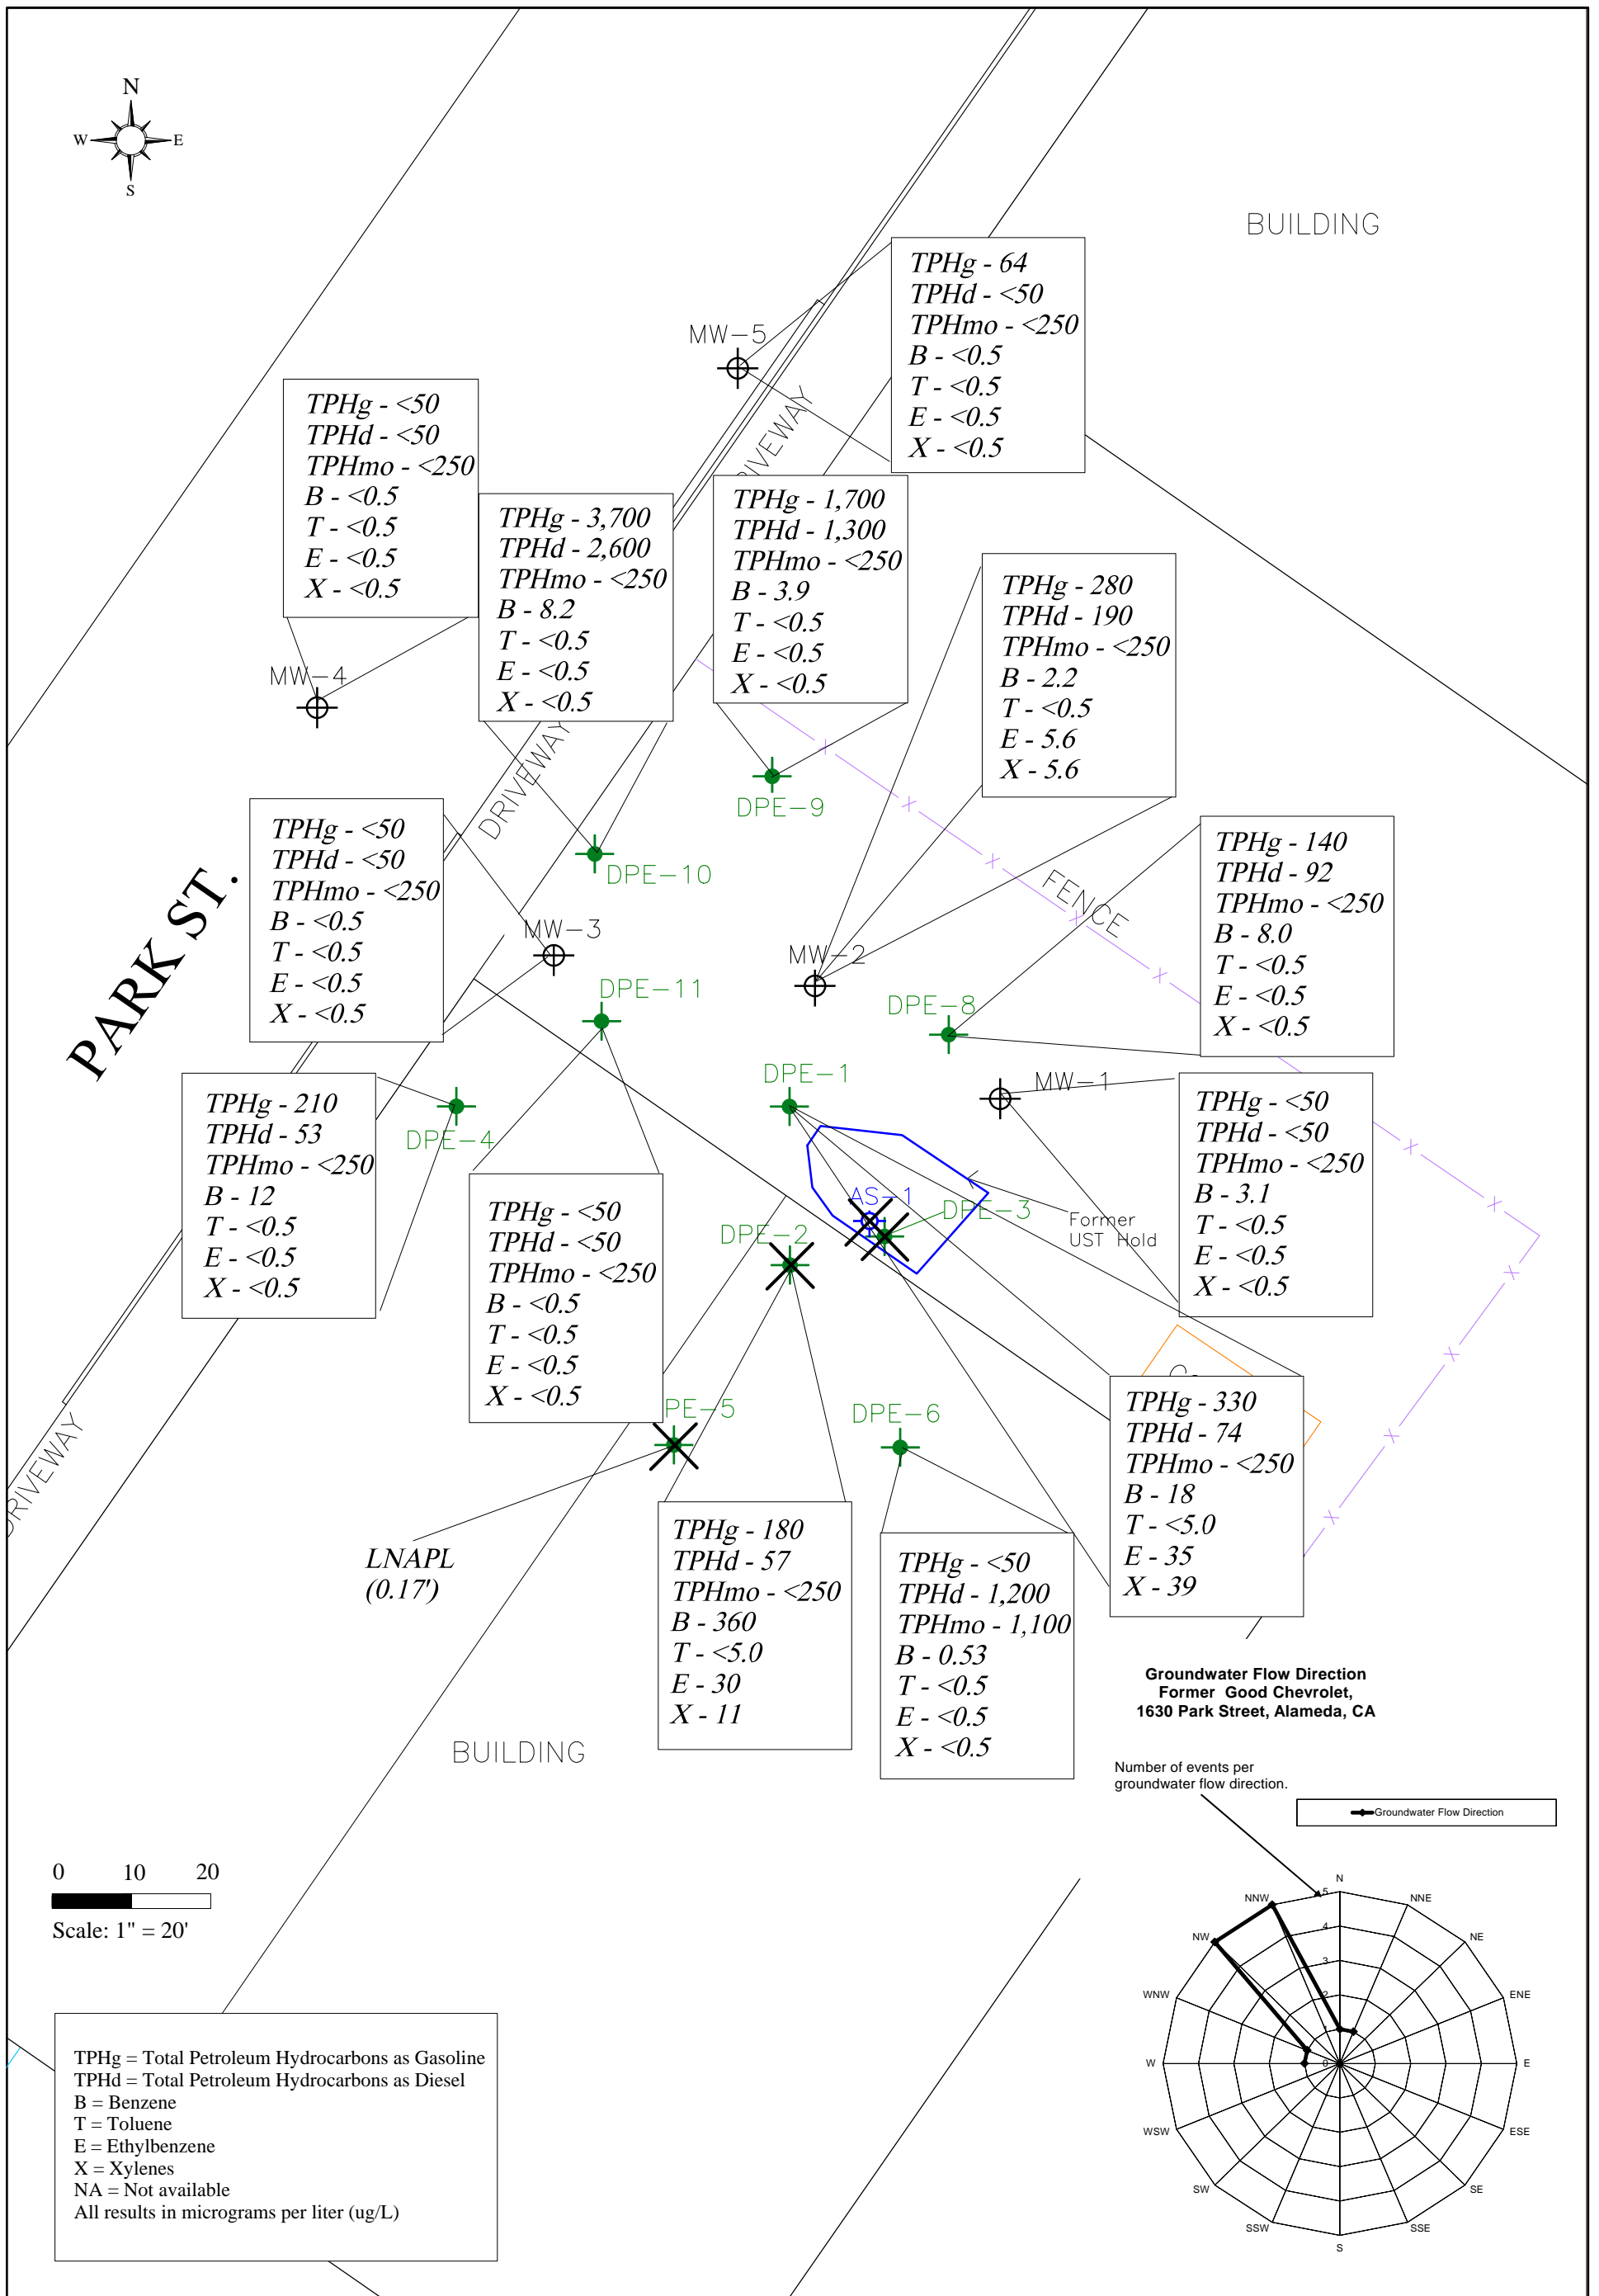 N
W
E
S
BUILDING
TPHg - 64
TPHd - <50
TPHmo - <250
B - <0.5
T - <0.5
E - <0.5
X - <0.5
MW-5
TPHg - <50
TPHd - <50
TPHmo - <250
B - <0.5
T - <0.5
E - <0.5
X - <0.5
MW-4
TPHg - 3,700
TPHd - 2,600
TPHmo - <250
B - 8.2
T - <0.5
E - <0.5
X - <0.5
DPE-10
TPHg - 1,700
TPHd - 1,300
TPHmo - <250
B - 3.9
T - <0.5
E - <0.5
X - <0.5
DPE-9
TPHg - 280
TPHd - 190
TPHmo - <250
B - 2.2
T - <0.5
E - 5.6
X - 5.6
MW-2
RIVEWAY
DRIVEWAY
FENCE
PARK ST.
TPHg - <50
TPHd - <50
TPHmo - <250
B - <0.5
T - <0.5
E - <0.5
X - <0.5
MW-3
TPHg - 140
TPHd - 92
TPHmo - <250
B - 8.0
T - <0.5
E - <0.5
X - <0.5
DPE-8
DPE-11
DPE-1
MW-1
TPHg - 210
TPHd - 53
TPHmo - <250
B - 12
T - <0.5
E - <0.5
X - <0.5
DPE-4
TPHg - <50
TPHd - <50
TPHmo - <250
B - <0.5
T - <0.5
E - <0.5
X - <0.5
TPHg - <50
TPHd - <50
TPHmo - <250
B - 3.1
T - <0.5
E - <0.5
X - <0.5
AS-1
DPE-3
DPE-2
Former
UST Hold
PE-5
DPE-6
LNAPL
(0.17')
DRIVEWAY
TPHg - 180
TPHd - 57
TPHmo - <250
B - 360
T - <5.0
E - 30
X - 11
TPHg - <50
TPHd - 1,200
TPHmo - 1,100
B - 0.53
T - <0.5
E - <0.5
X - <0.5
TPHg - 330
TPHd - 74
TPHmo - <250
B - 18
T - <5.0
E - 35
X - 39
BUILDING
Groundwater Flow Direction
Former Good Chevrolet,
1630 Park Street, Alameda, CA
Number of events per
groundwater flow direction.
Groundwater Flow Direction
N
NNE
NE
ENE
E
ESE
SE
SSE
S
SSW
SW
WSW
W
WNW
NW
NNW
5
4
3
2
1
0
0 10 20
Scale: 1" = 20'
TPHg = Total Petroleum Hydrocarbons as Gasoline
TPHd = Total Petroleum Hydrocarbons as Diesel
B = Benzene
T = Toluene
E = Ethylbenzene
X = Xylenes
NA = Not available
All results in micrograms per liter (ug/L)